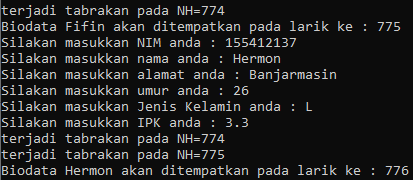 terjadi tabrakan pada NH=774
Biodata Fifin akan ditempatkan pada larik ke : 775
Silakan masukkan NIM anda : 155412137
Silakan masukkan nama anda : Hermon
Silakan masukkan alamat anda : Banjarmasin
Silakan masukkan umur anda : 26
Silakan masukkan Jenis Kelamin anda : L
Silakan masukkan IPK anda : 3.3
terjadi tabrakan pada NH=774
terjadi tabrakan pada NH=775
Biodata Hermon akan ditempatkan pada larik ke : 776